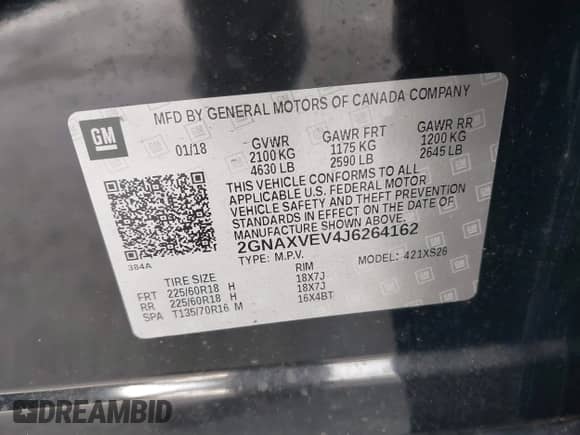 MFD BY GENERAL MOTORS OF CANADA COMPANY
GM
01/18 GVWR GAWR FRT GAWR RR
2100 KG 1175 KG 1200 KG
4630 LB 2590 LB 2645 LB
THIS VEHICLE CONFORMS TO ALL
APPLICABLE U.S. FEDERAL MOTOR
VEHICLE SAFETY AND THEFT PREVENTION
STANDARDS IN EFFECT ON THE DATE OF
MANUFACTURE SHOWN ABOVE.
2GNAXVEV4J6264162
384A
TYPE: M.P.V. MODEL: 421XS26
TIRE SIZE RIM
FRT 225/60R18 H 18X7J
RR 225/60R18 H 18X7J
SPA T135/70R16 M 16X4BT
DREAMBID